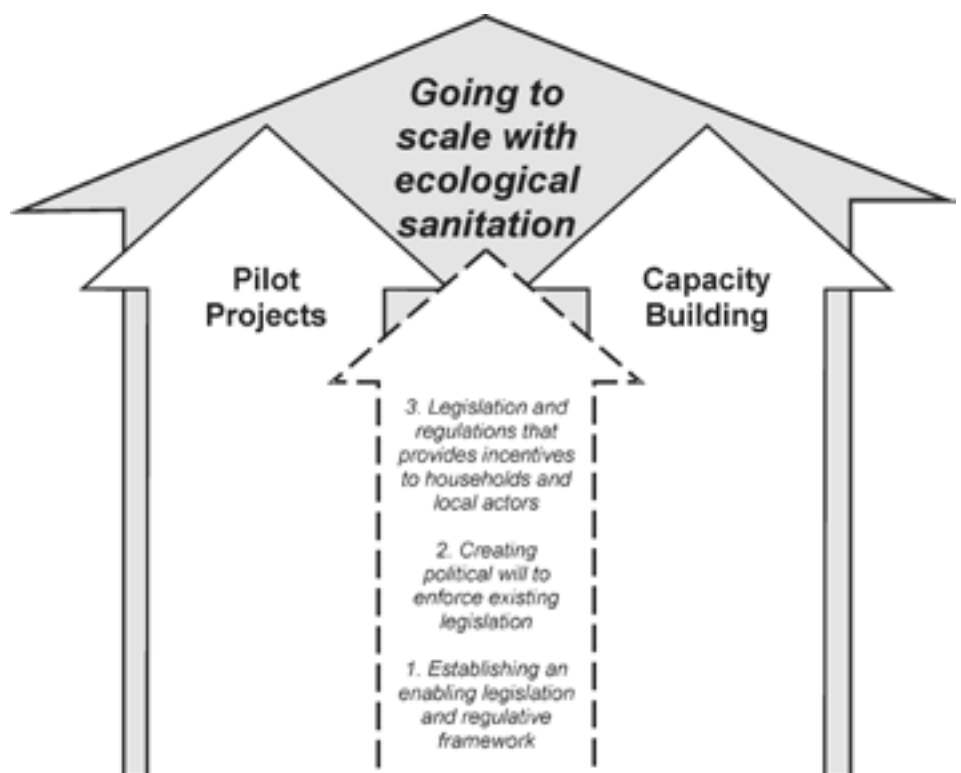 Going to
scale with
ecological
sanitation
Pilot
Projects
Capacity
Building
3. Legislation and
regulations that
provides incentives
to households and
local actors
2. Creating
political will to
enforce existing
legislation
1. Establishing an
enabling legislation
and regulative
framework